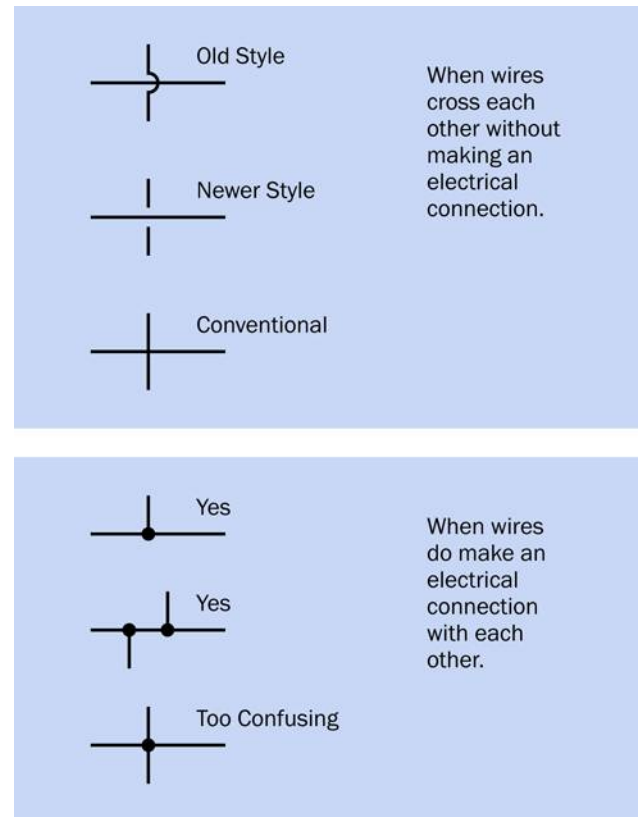 Old Style
When wires
cross each
other without
making an
electrical
connection.
Newer Style
Conventional
Yes
When wires
do make an
electrical
connection
with each
other.
Yes
Too Confusing